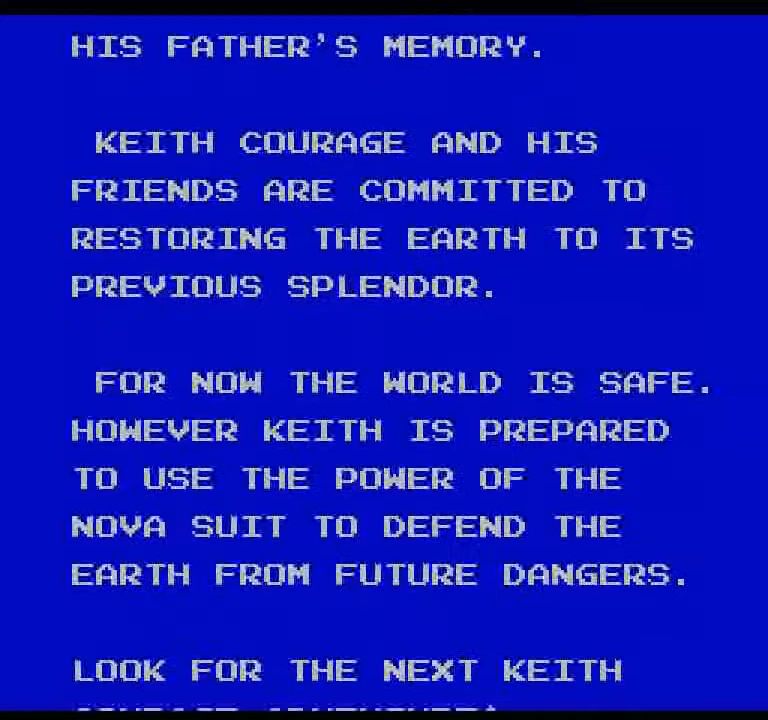 HIS FATHER'S MEMORY.
KEITH COURAGE AND HIS
FRIENDS ARE COMMITTED TO
RESTORING THE EARTH TO ITS
PREVIOUS SPLENDOR.
FOR NOW THE WORLD IS SAFE.
HOWEVER KEITH IS PREPARED
TO USE THE POWER OF THE
NOVA SUIT TO DEFEND THE
EARTH FROM FUTURE DANGERS.
LOOK FOR THE NEXT KEITH